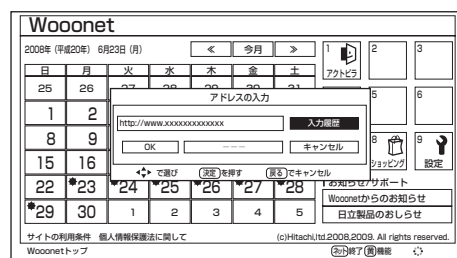 Wooonet
2008年 (平成20年) 6月23日 (月)
≪ 今月 ≫
1 アクトビラ
2
3
日 月 火 水 木 金 土
25 26
アドレスの入力
5
6
1 2
http://www.xxxxxxxxxxxxx 入力履歴
8 9
OK --- キャンセル
8 ショッピング
9 設定
15 16
で選び 決定を押す 戻るでキャンセル
22 23 24 25 26 27 28
お知らせ/サポート
Wooonetからのお知らせ
29 30 1 2 3 4 5
日立製品のおしらせ
サイトの利用条件 個人情報保護法に関して
(c)Hitachi,ltd.2008,2009. All rights reserved.
Wooonetトップ
ネット終了 黄機能